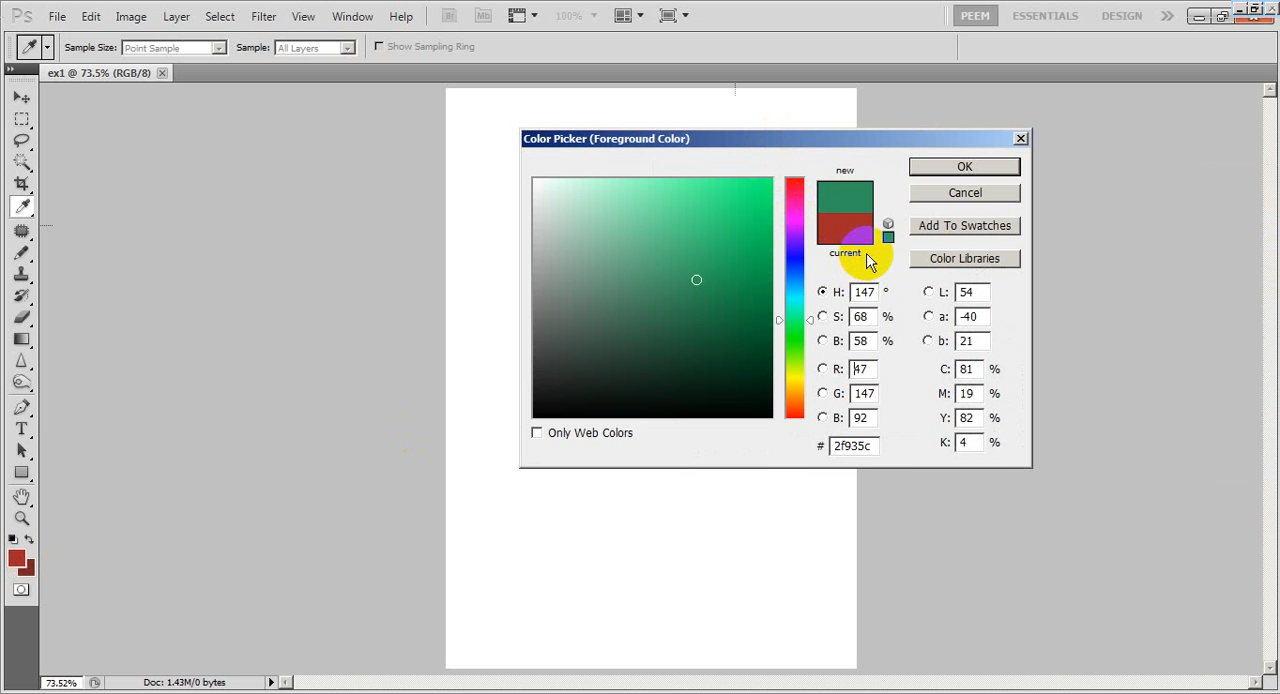 Ps File Edit Image Layer Select Filter View Window Help Br Mb 100% PEEM ESSENTIALS DESIGN
Sample Size: Point Sample Sample: All Layers Show Sampling Ring
ex1 @ 73.5% (RGB/8)
Color Picker (Foreground Color)
new
OK
Cancel
Add To Swatches
current
Color Libraries
H: 147 ° L: 54
S: 68 % a: -40
B: 58 % b: 21
R: 47 C: 81 %
G: 147 M: 19 %
B: 92 Y: 82 %
Only Web Colors
# 2f935c K: 4 %
T
73.52% Doc: 1.43M/0 bytes